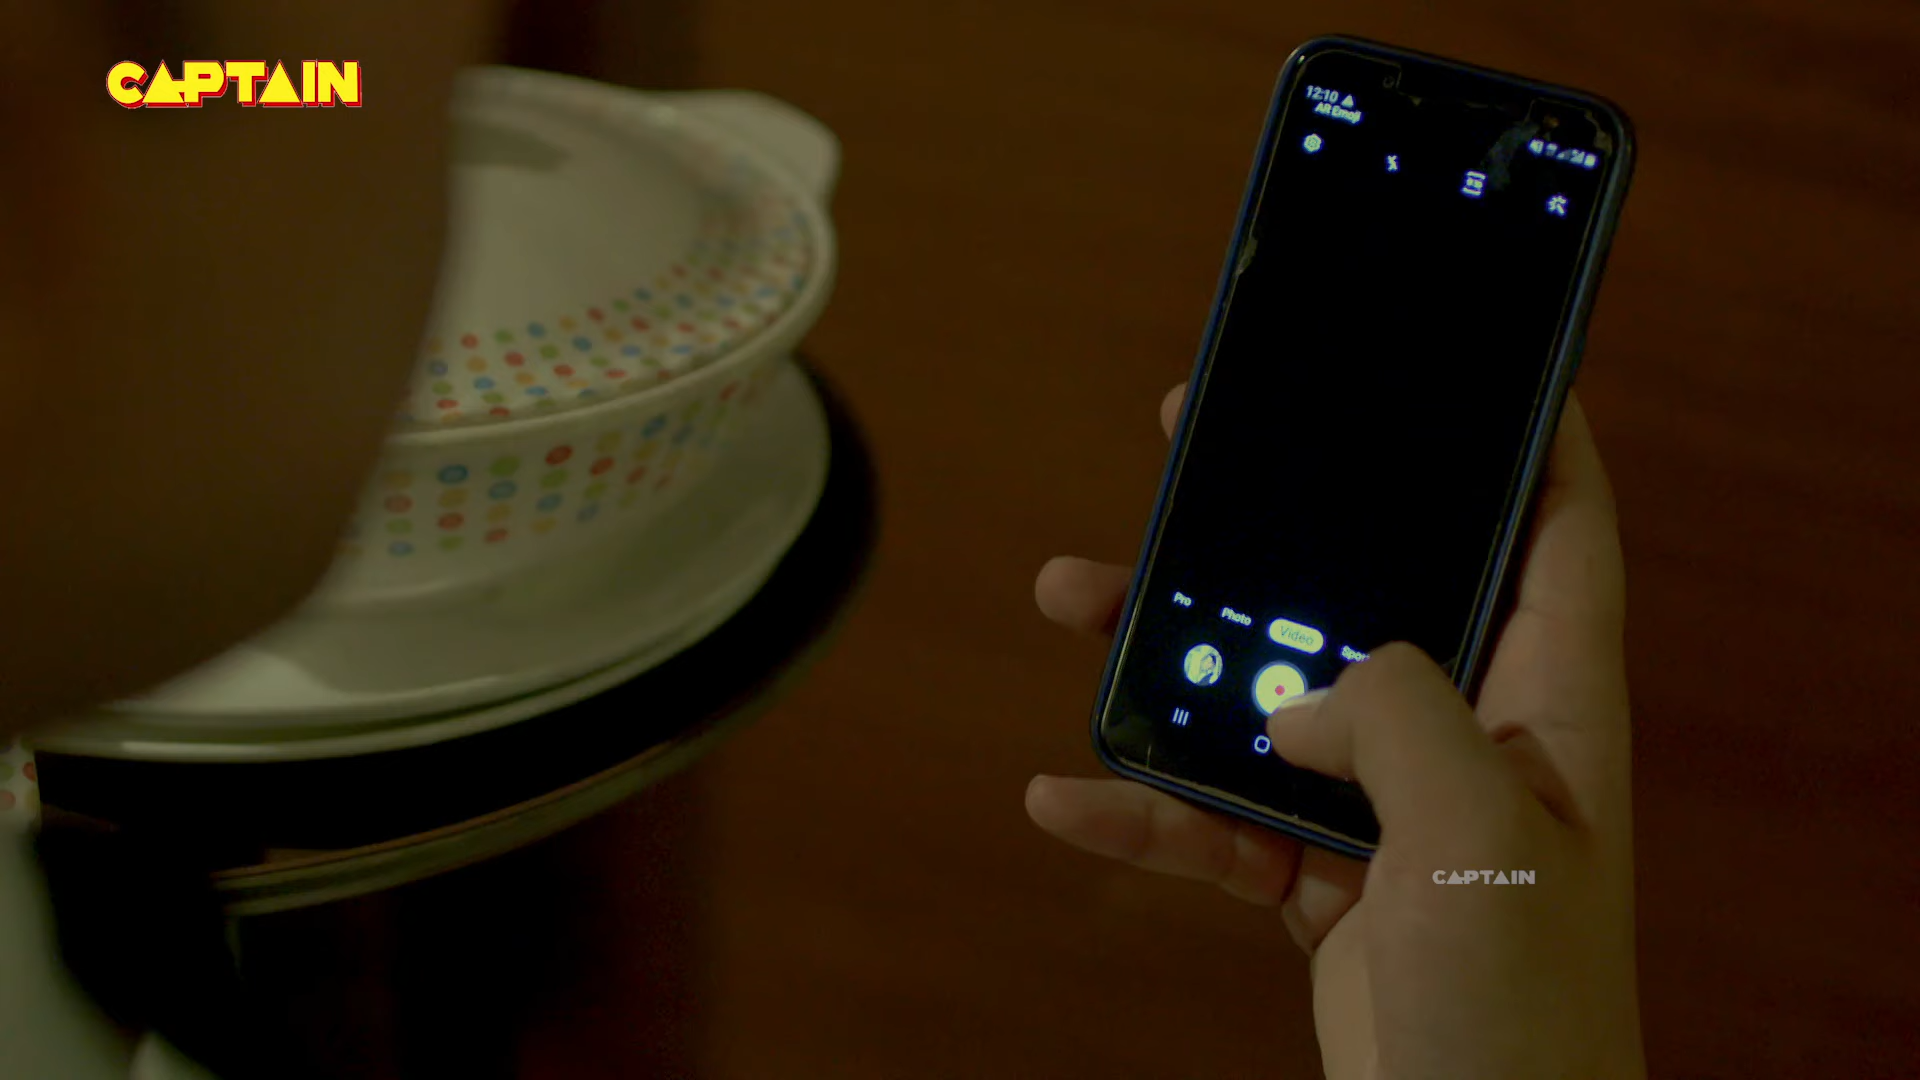 CAPTAIN
12:10
AR Emoji
Pro
Photo
Video
CAPTAIN